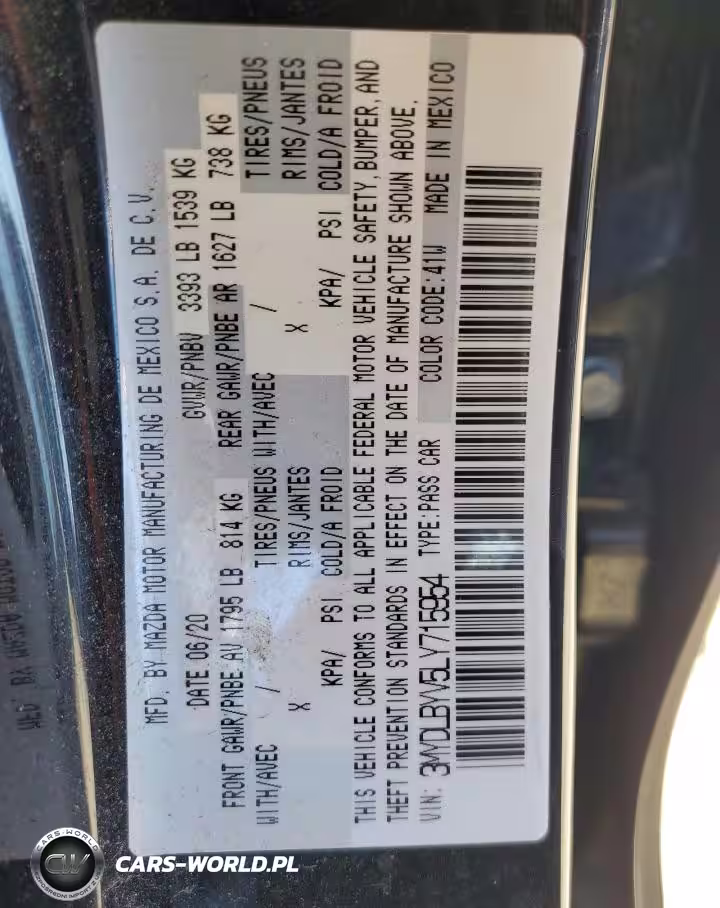 MFD. BY MAZDA MOTOR MANUFACTURING DE MEXICO S.A. DE C.V.
DATE 06/20 GVWR/PNBV 3393 LB 1539 KG
FRONT GAWR/PNBE AV 1795 LB 814 KG REAR GAWR/PNBE AR 1627 LB 738 KG
WITH/AVEC / TIRES/PNEUS WITH/AVEC / TIRES/PNEUS
X RIMS/JANTES X RIMS/JANTES
KPA/ PSI COLD/A FROID KPA/ PSI COLD/A FROID
THIS VEHICLE CONFORMS TO ALL APPLICABLE FEDERAL MOTOR VEHICLE SAFETY, BUMPER, AND
THEFT PREVENTION STANDARDS IN EFFECT ON THE DATE OF MANUFACTURE SHOWN ABOVE.
VIN: 3MYDLBYV5LY715954 TYPE:PASS CAR COLOR CODE:41W MADE IN MEXICO
CARS-WORLD
CW
CARS-WORLD.PL